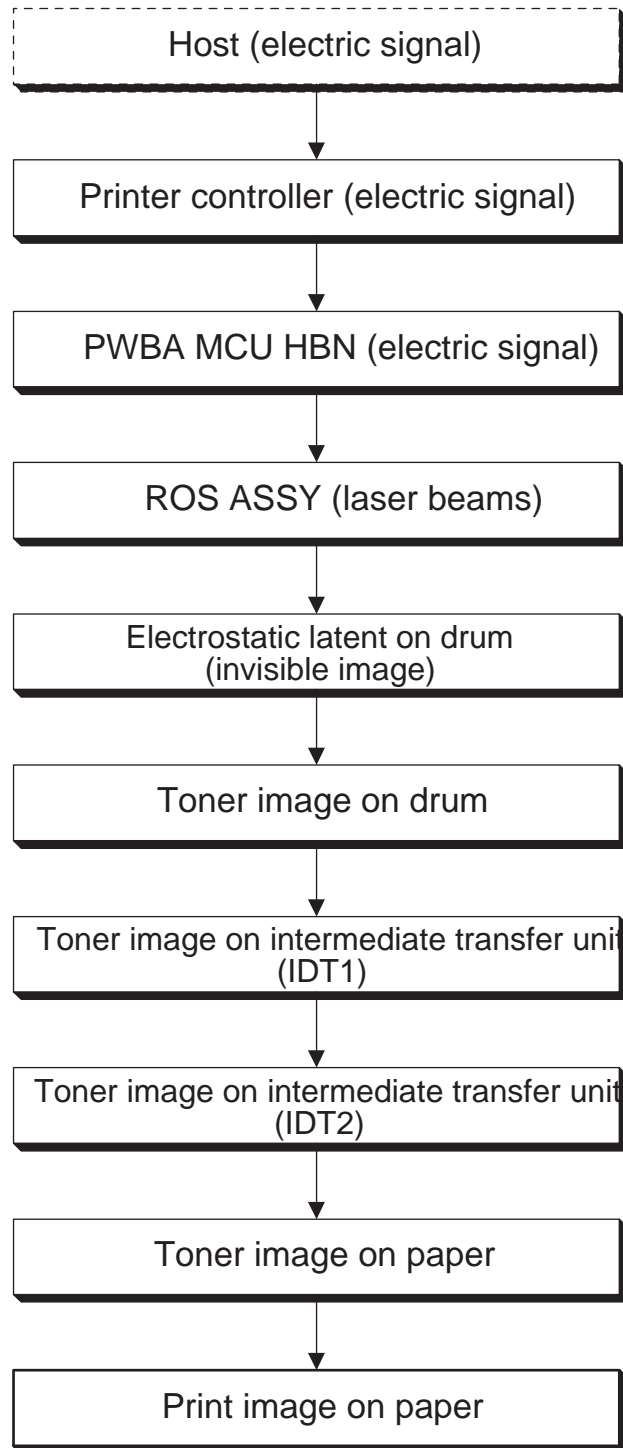 Host (electric signal)
Printer controller (electric signal)
PWBA MCU HBN (electric signal)
ROS ASSY (laser beams)
Electrostatic latent on drum
(invisible image)
Toner image on drum
Toner image on intermediate transfer unit
(IDT1)
Toner image on intermediate transfer unit
(IDT2)
Toner image on paper
Print image on paper